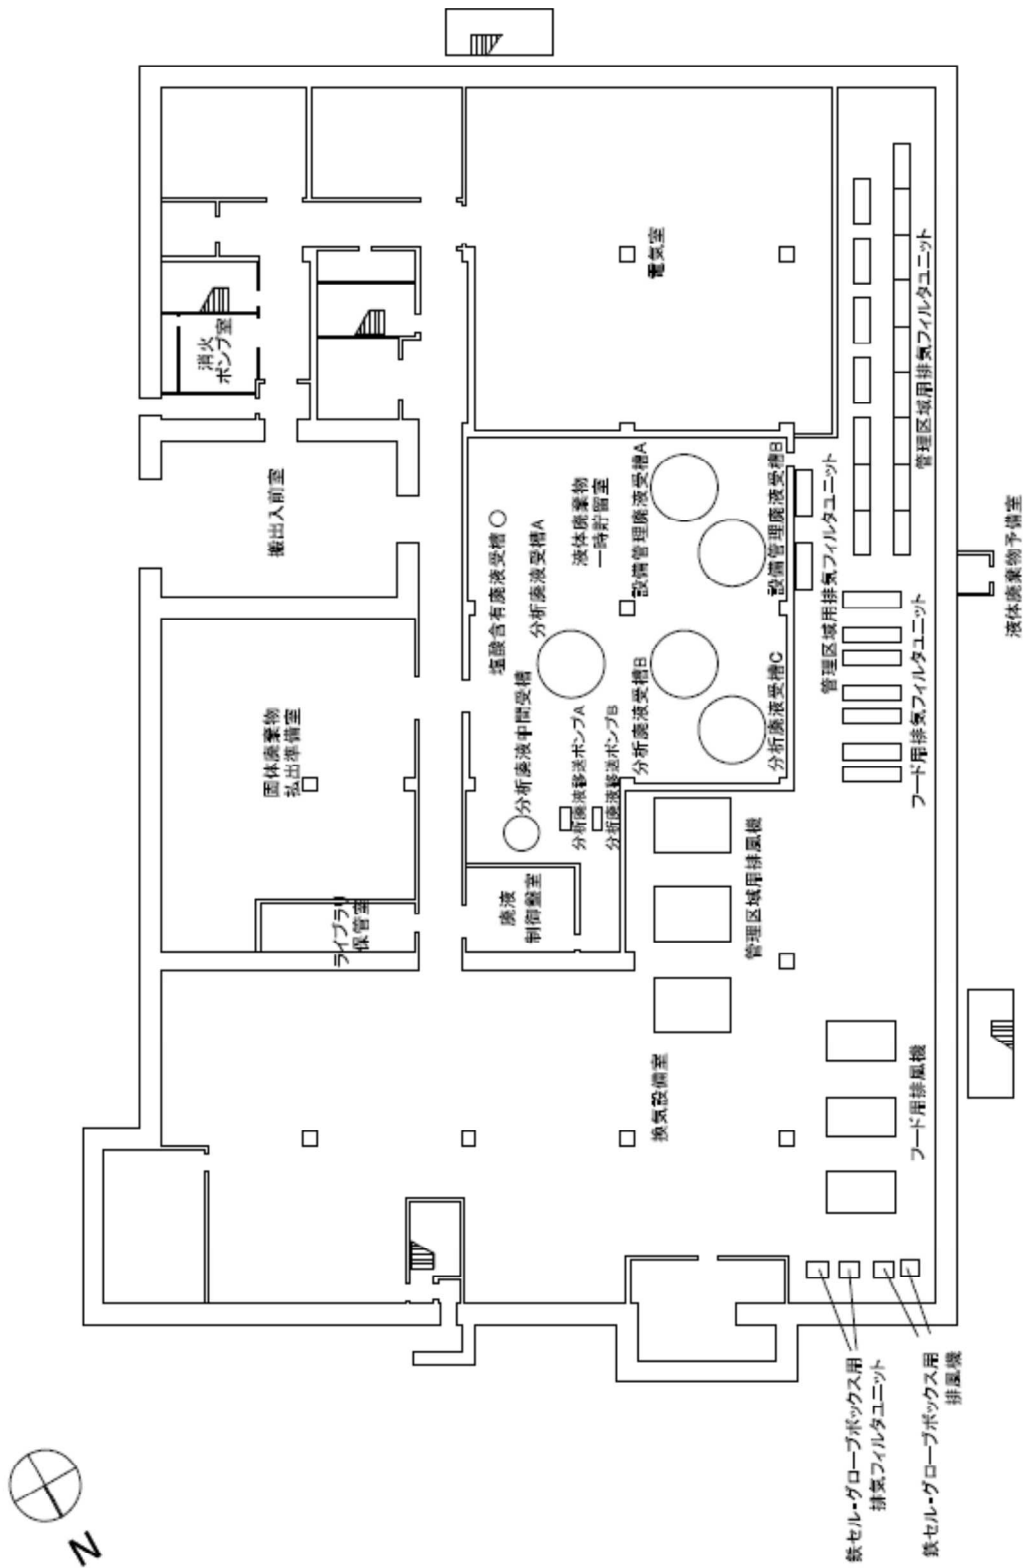 消火
ポンプ室
電気室
管理区域用排気フィルタユニット
搬出入前室
塩酸含有廃液受槽
分析廃液受槽A
液体廃棄物
一時貯留室
設備管理廃液受槽A
設備管理廃液受槽B
管理区域用排気フィルタユニット
液体廃棄物予備室
固体廃棄物
払出準備室
分析廃液中間受槽
分析廃液移送ポンプA
分析廃液移送ポンプB
分析廃液受槽B
分析廃液受槽C
フード用排気フィルタユニット
ライブラリ
保管室
廃液
制御盤室
管理区域用排風機
換気設備室
フード用排風機
鉄セル・グローブボックス用
排気フィルタユニット
鉄セル・グローブボックス用
排風機
N